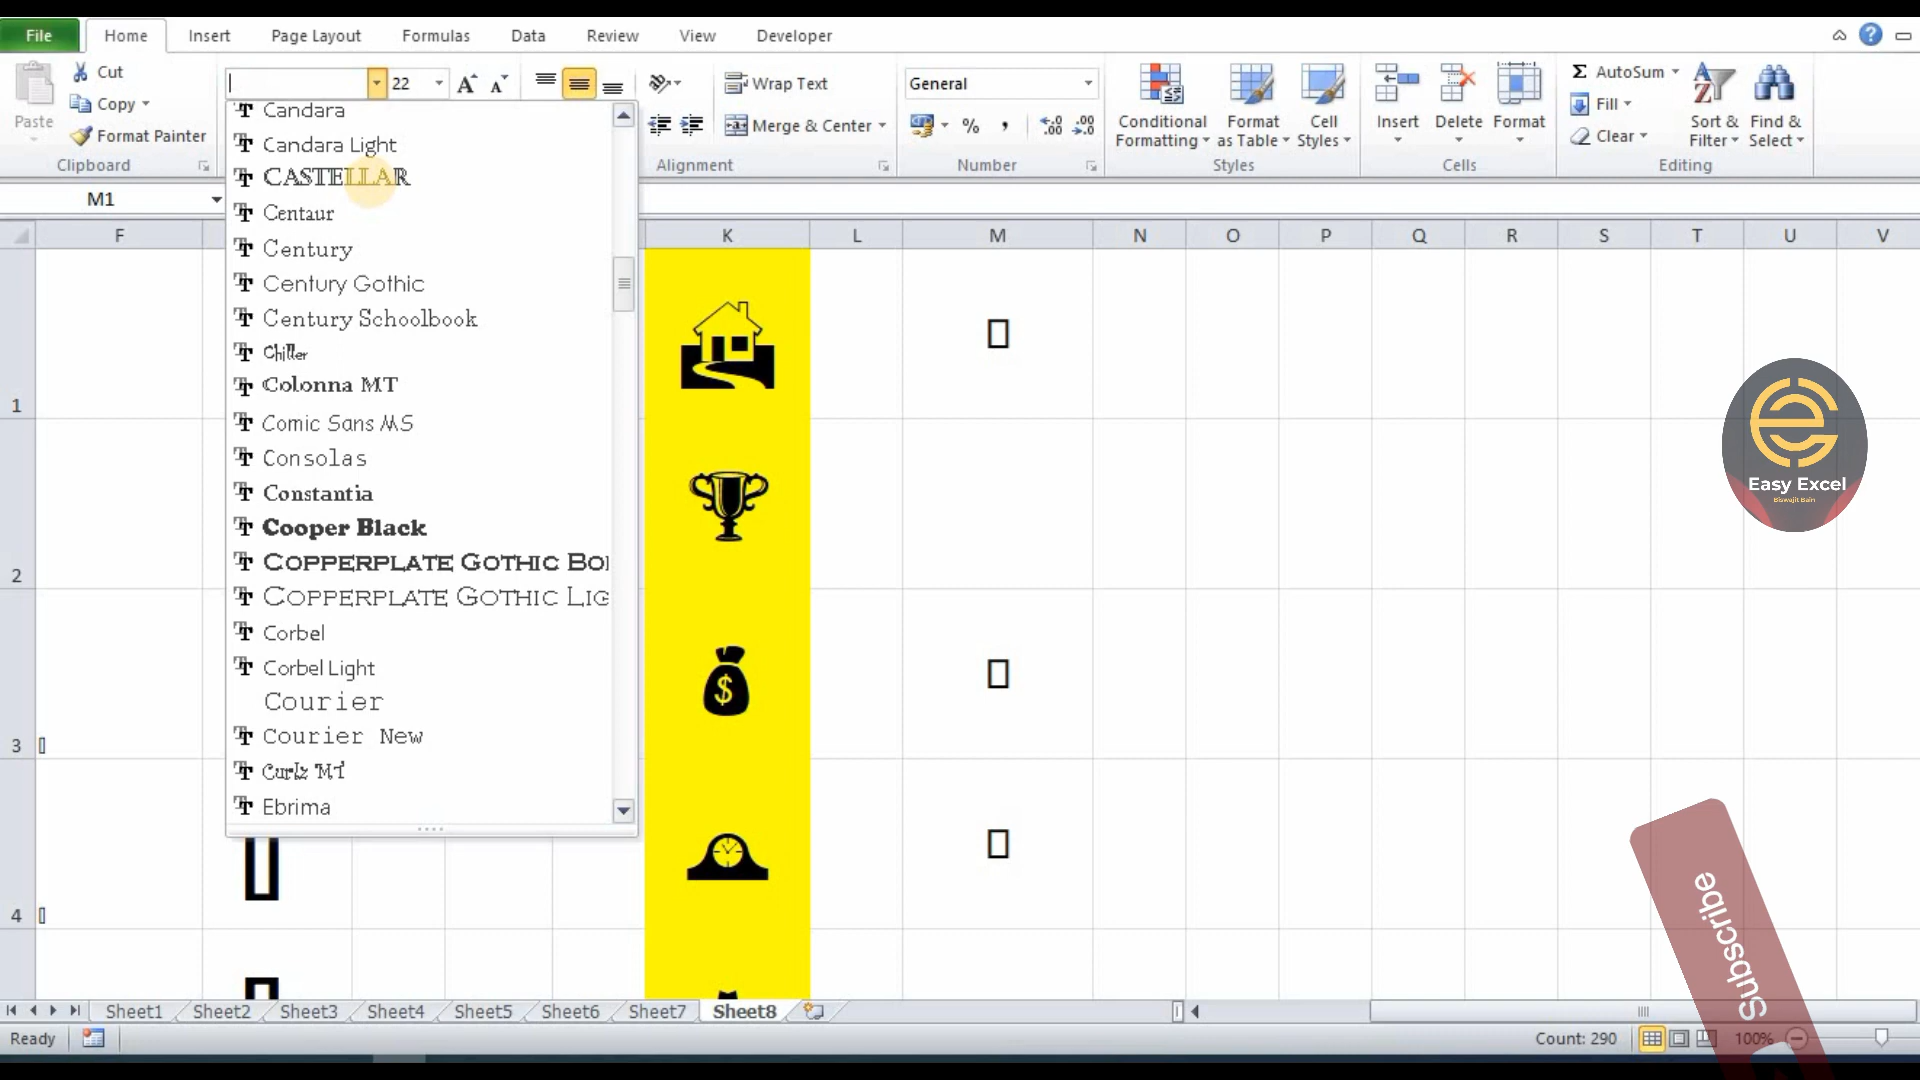 File Home Insert Page Layout Formulas Data Review View Developer
Cut
Copy
Format Painter
Paste
Clipboard
22
Wrap Text
Merge & Center
Alignment
General
Number
Conditional Formatting
Format as Table
Cell Styles
Styles
Insert Delete Format
Cells
AutoSum
Fill
Clear
Sort & Filter
Find & Select
Editing
M1
Candara
Candara Light
CASTELLAR
Centaur
Century
Century Gothic
Century Schoolbook
Chiller
Colonna MT
Comic Sans MS
Consolas
Constantia
Cooper Black
Copperplate Gothic Bol
Copperplate Gothic Lig
Corbel
Corbel Light
Courier
Courier New
Curlz MT
Ebrima
F K L M N O P Q R S T U V
1
2
3
4
$
Easy Excel
Biswajit Bain
Subscribe
Sheet1 Sheet2 Sheet3 Sheet4 Sheet5 Sheet6 Sheet7 Sheet8
Ready
Count: 290
100%